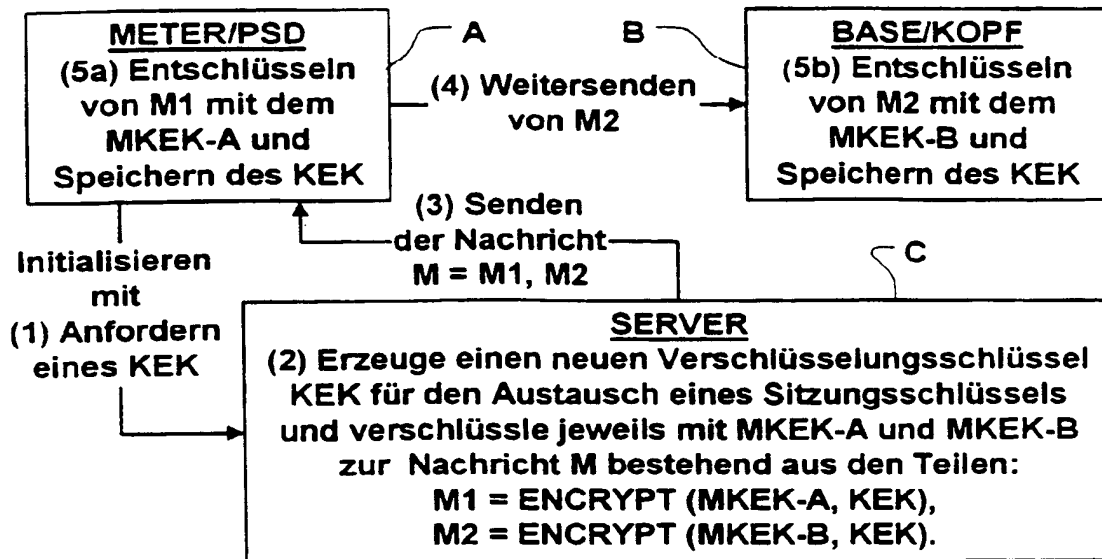 METER/PSD
(5a) Entschlüsseln
von M1 mit dem
MKEK-A und
Speichern des KEK
A
B
(4) Weitersenden
von M2
BASE/KOPF
(5b) Entschlüsseln
von M2 mit dem
MKEK-B und
Speichern des KEK
(3) Senden
der Nachricht
M = M1, M2
Initialisieren
mit
(1) Anfordern
eines KEK
C
SERVER
(2) Erzeuge einen neuen Verschlüsselungsschlüssel
KEK für den Austausch eines Sitzungsschlüssels
und verschlüssle jeweils mit MKEK-A und MKEK-B
zur Nachricht M bestehend aus den Teilen:
M1 = ENCRYPT (MKEK-A, KEK),
M2 = ENCRYPT (MKEK-B, KEK).